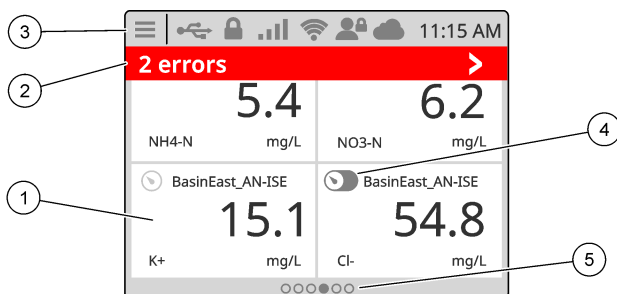 3
11:15 AM
2 errors
2
5.4
6.2
NH4-N mg/L
NO3-N mg/L
4
1
BasinEast_AN-ISE
BasinEast_AN-ISE
15.1
54.8
K+ mg/L
Cl- mg/L
5